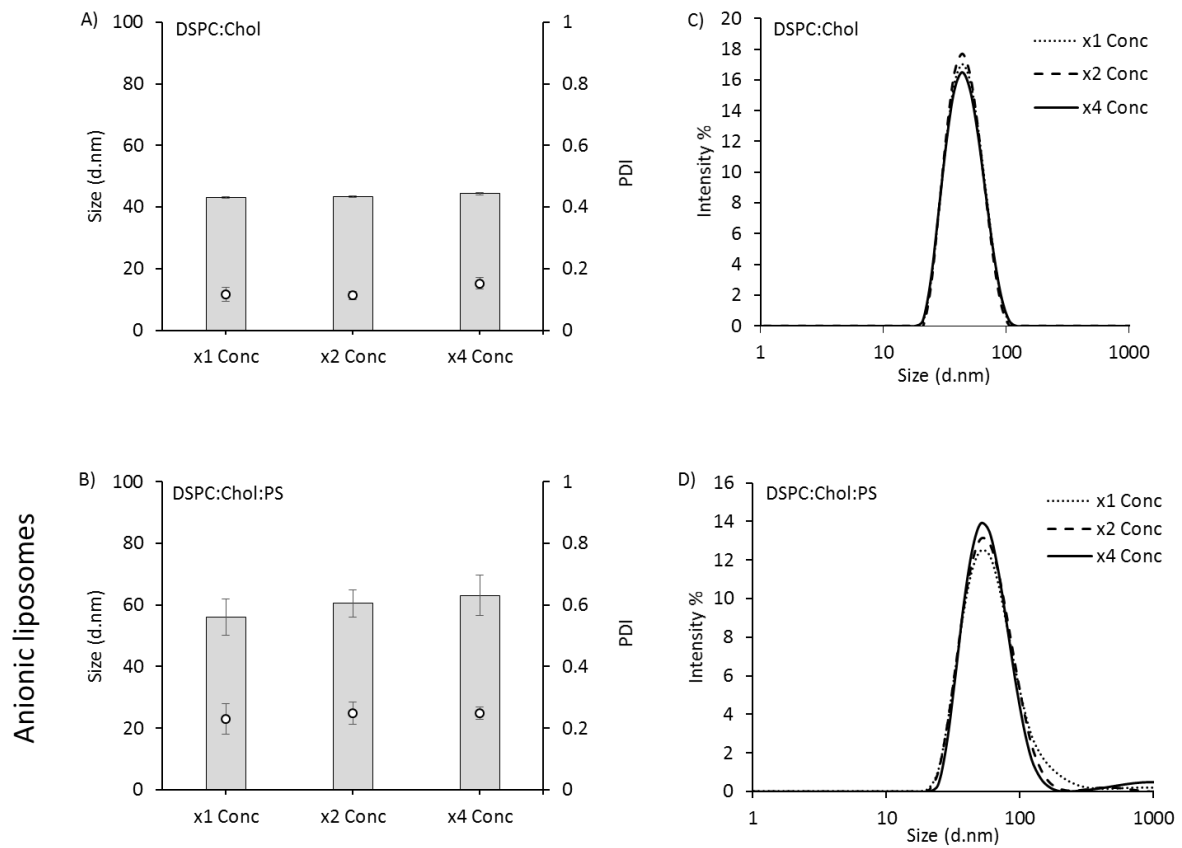 A)
DSPC:Chol
100
80
60
40
20
0
Size (d.nm)
1
0.8
0.6
0.4
0.2
0
PDI
x1 Conc
x2 Conc
x4 Conc
C)
DSPC:Chol
20
18
16
14
12
10
8
6
4
2
0
Intensity %
x1 Conc
x2 Conc
x4 Conc
1
10
100
1000
Size (d.nm)
Anionic liposomes
B)
DSPC:Chol:PS
100
80
60
40
20
0
Size (d.nm)
1
0.8
0.6
0.4
0.2
0
PDI
x1 Conc
x2 Conc
x4 Conc
D)
DSPC:Chol:PS
16
14
12
10
8
6
4
2
0
Intensity %
x1 Conc
x2 Conc
x4 Conc
1
10
100
1000
Size (d.nm)